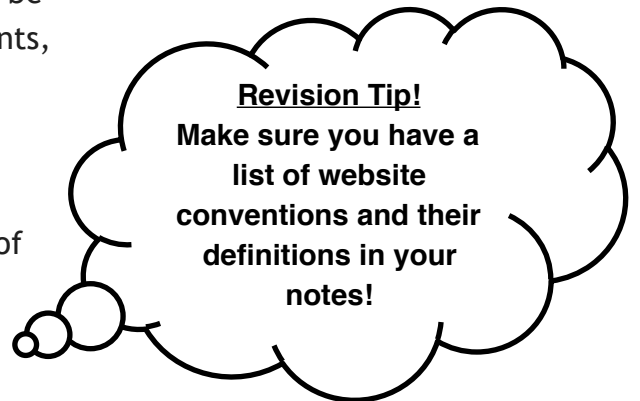 be
nts,
of
Revision Tip!
Make sure you have a
list of website
conventions and their
definitions in your
notes!